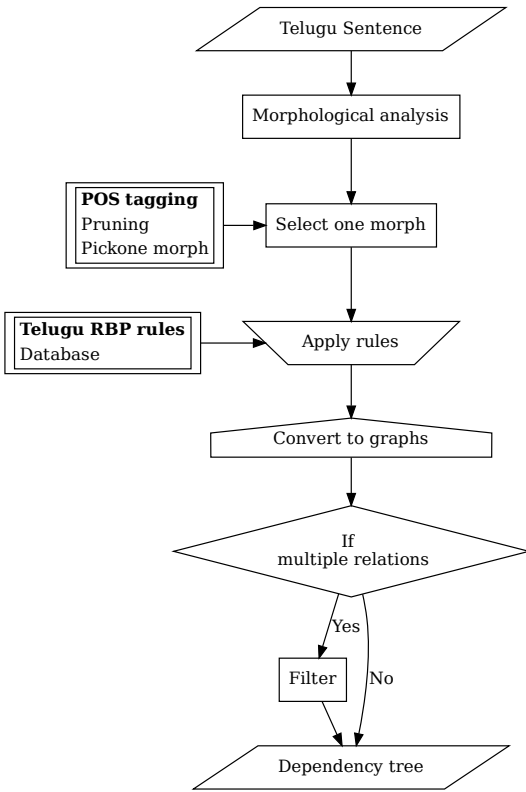 Telugu Sentence
Morphological analysis
POS tagging
Pruning
Pickone morph
Select one morph
Telugu RBP rules
Database
Apply rules
Convert to graphs
If
multiple relations
Yes
Filter
No
Dependency tree